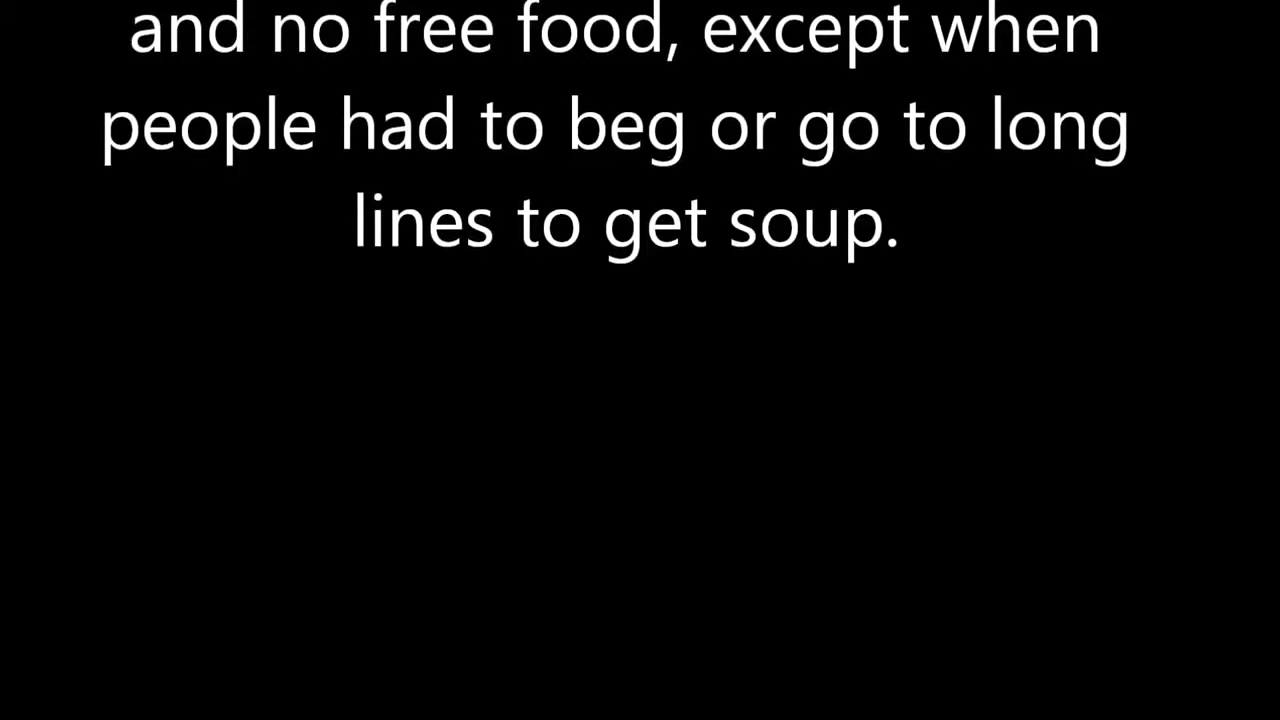 and no free food, except when
people had to beg or go to long
lines to get soup.